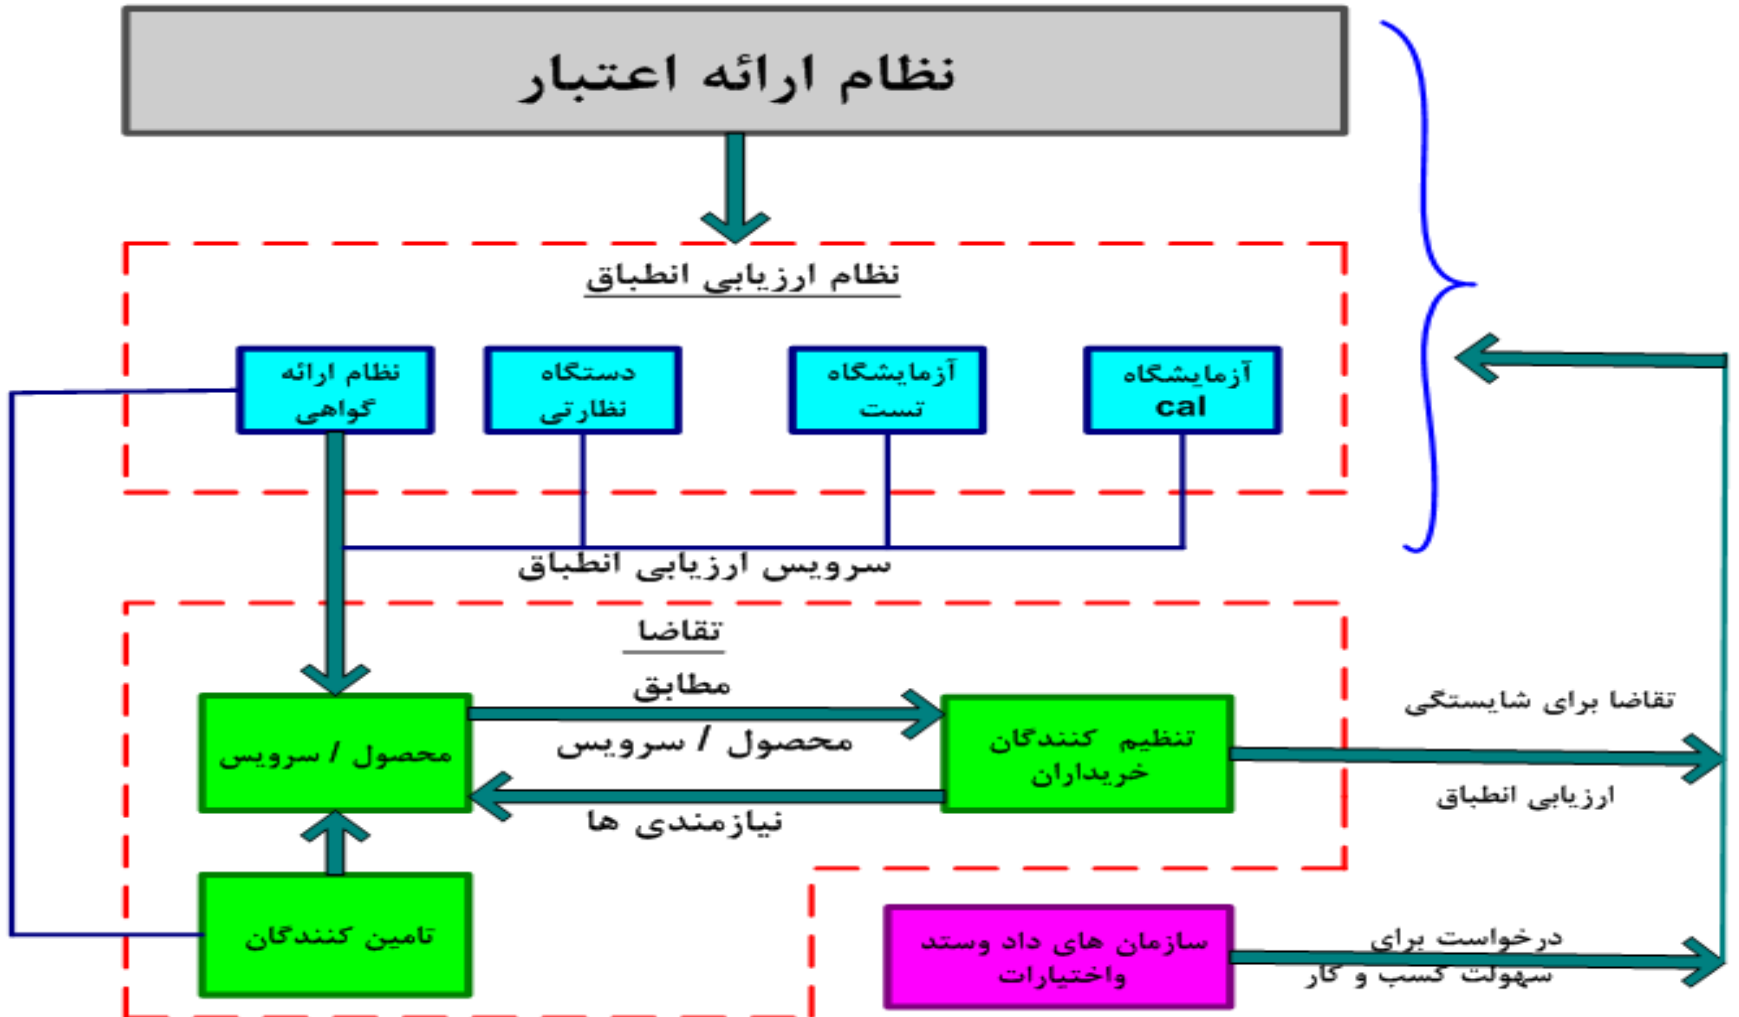 نظام ارائه اعتبار
نظام ارزیابی انطباق
آزمایشگاه
cal
آزمایشگاه
تست
دستگاه
نظارتی
نظام ارائه
گواهی
سرویس ارزیابی انطباق
تقاضا
مطابق
محصول / سرویس
نیازمندی ها
محصول / سرویس
تنظیم کنندگان
خریداران
تقاضا برای شایستگی
ارزیابی انطباق
تامین کنندگان
سازمان های داد وستد
واختیارات
درخواست برای
سهولت کسب و کار